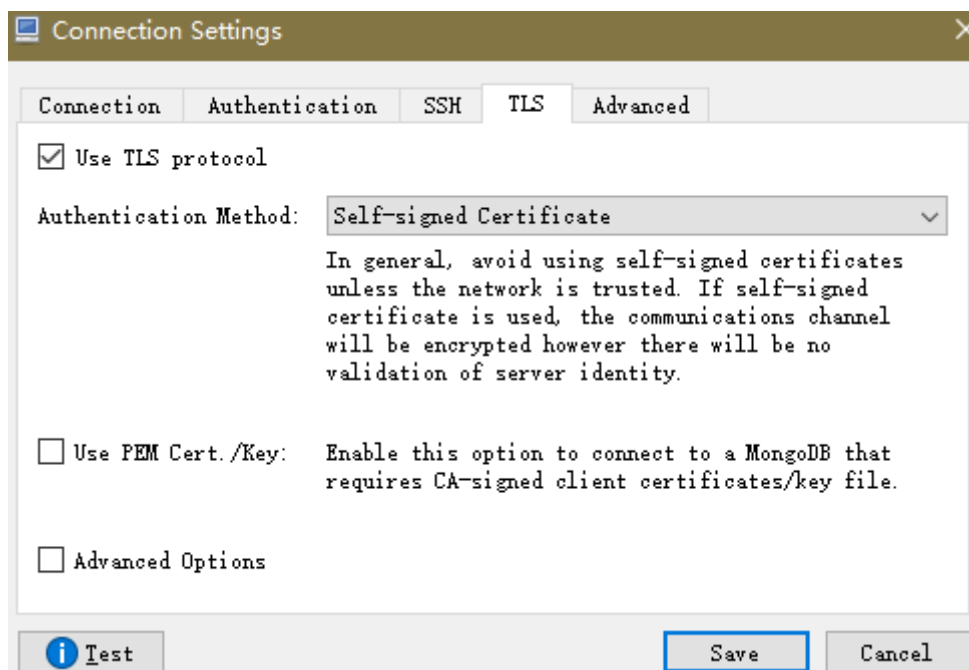 Connection Settings
Connection Authentication SSH TLS Advanced
Use TLS protocol
Authentication Method: Self-signed Certificate
In general, avoid using self-signed certificates
unless the network is trusted. If self-signed
certificate is used, the communications channel
will be encrypted however there will be no
validation of server identity.
Use PEM Cert./Key: Enable this option to connect to a MongoDB that
requires CA-signed client certificates/key file.
Advanced Options
Test Save Cancel